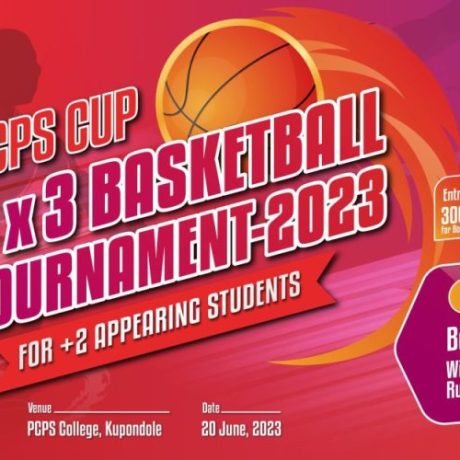 CPS CUP
x 3 BASKETBALL
OURNAMENT-2023
FOR +2 APPEARING STUDENTS
Entr
300
Venue
PCPS College, Kupondole
Date
20 June, 2023